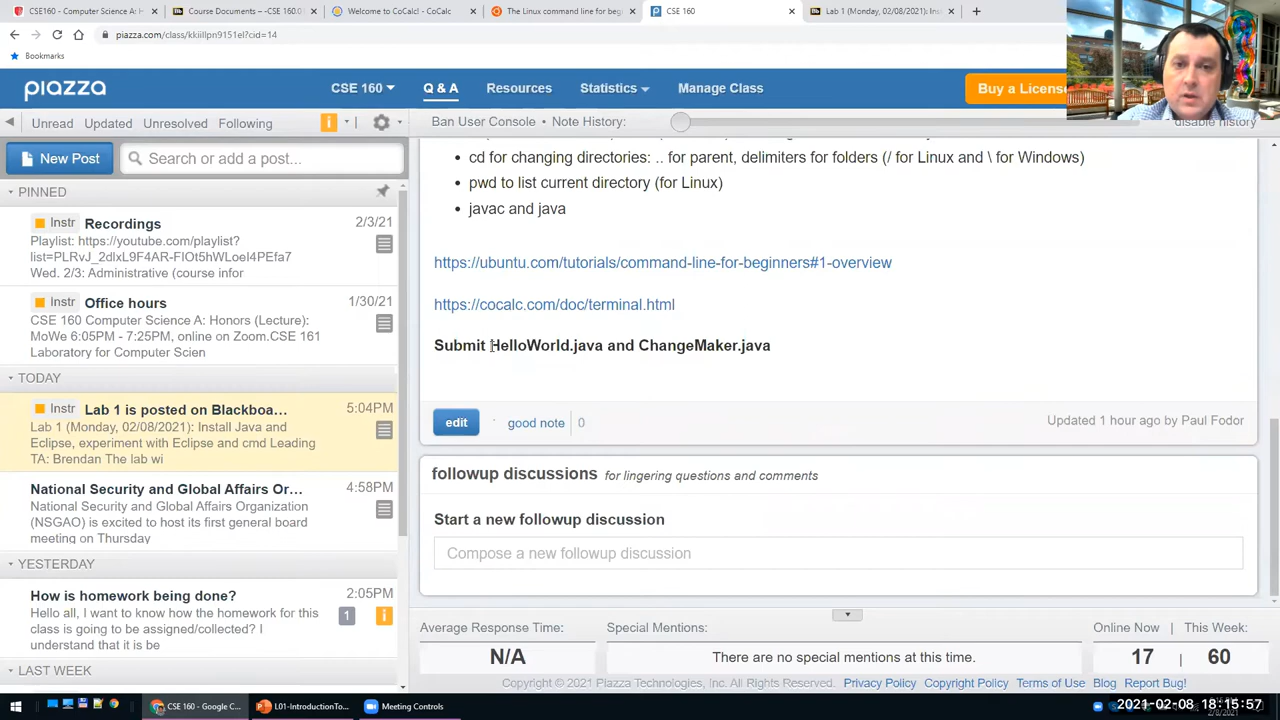 CSE160 - Computer Science A: Hon
Course Documents – CSE 160.0
Welcome to CoCalc! - CoCalc
The Linux command line for beg
CSE 160
Lab 1 (Monday, 02/08/2021): Inst
piazza.com/class/kkiillpn9151el?cid=14
Bookmarks
piazza
CSE 160
Q & A
Resources
Statistics
Manage Class
Buy a License
Unread
Updated
Unresolved
Following
Ban User Console • Note History:
disable history
New Post
Search or add a post...
PINNED
Instr Recordings 2/3/21
Playlist: https://youtube.com/playlist?
list=PLRvJ_2dlxL9F4AR-FlOt5hWLoeI4PEfa7
Wed. 2/3: Administrative (course infor
Instr Office hours 1/30/21
CSE 160 Computer Science A: Honors (Lecture):
MoWe 6:05PM - 7:25PM, online on Zoom.CSE 161
Laboratory for Computer Scien
TODAY
Instr Lab 1 is posted on Blackboa... 5:04PM
Lab 1 (Monday, 02/08/2021): Install Java and
Eclipse, experiment with Eclipse and cmd Leading
TA: Brendan The lab wi
National Security and Global Affairs Or... 4:58PM
National Security and Global Affairs Organization
(NSGAO) is excited to host its first general board
meeting on Thursday
YESTERDAY
How is homework being done? 2:05PM
Hello all, I want to know how the homework for this
class is going to be assigned/collected? I
understand that it is be
1
LAST WEEK
• cd for changing directories: .. for parent, delimiters for folders (/ for Linux and \ for Windows)
• pwd to list current directory (for Linux)
• javac and java
https://ubuntu.com/tutorials/command-line-for-beginners#1-overview
https://cocalc.com/doc/terminal.html
Submit HelloWorld.java and ChangeMaker.java
edit
good note
0
Updated 1 hour ago by Paul Fodor
followup discussions for lingering questions and comments
Start a new followup discussion
Compose a new followup discussion
Average Response Time:
Special Mentions:
Online Now | This Week:
N/A
There are no special mentions at this time.
17 | 60
Copyright © 2021 Piazza Technologies, Inc. All Rights Reserved. Privacy Policy Copyright Policy Terms of Use Blog Report Bug!
CSE 160 - Google C...
L01-IntroductionTo...
Meeting Controls
2021-02-08 18:15:57